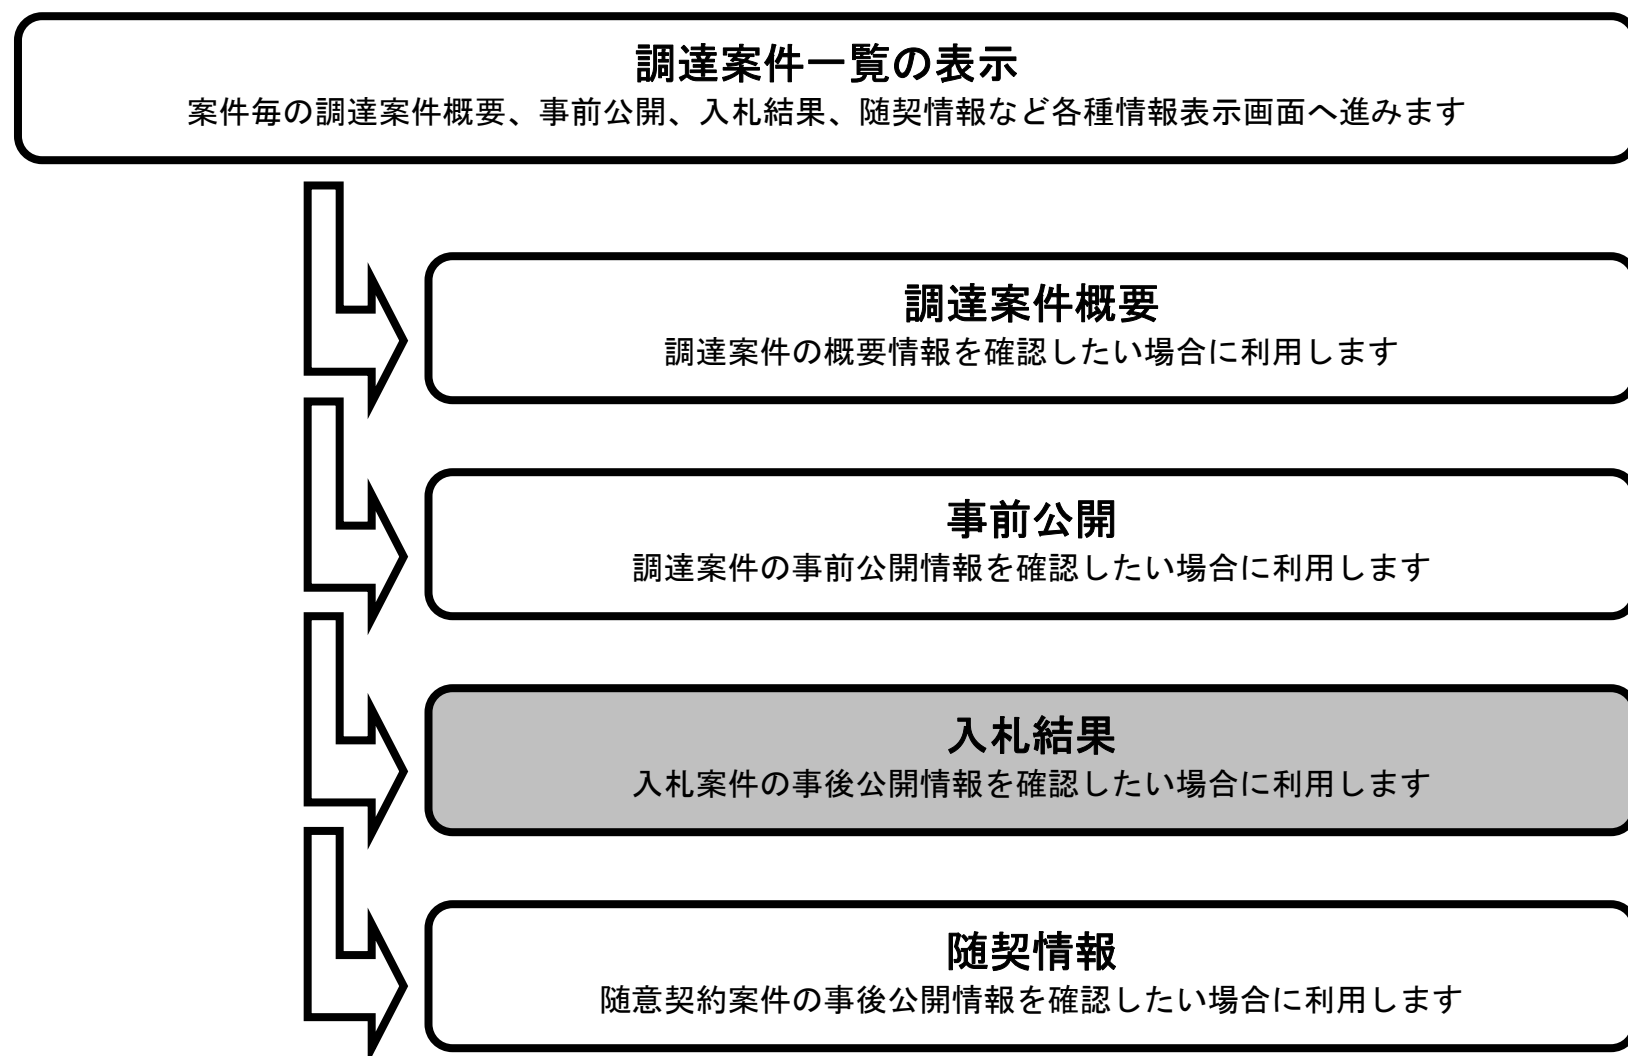 調達案件一覧の表示
案件毎の調達案件概要、事前公開、入札結果、随契情報など各種情報表示画面へ進みます
調達案件概要
調達案件の概要情報を確認したい場合に利用します
事前公開
調達案件の事前公開情報を確認したい場合に利用します
入札結果
入札案件の事後公開情報を確認したい場合に利用します
随契情報
随意契約案件の事後公開情報を確認したい場合に利用します